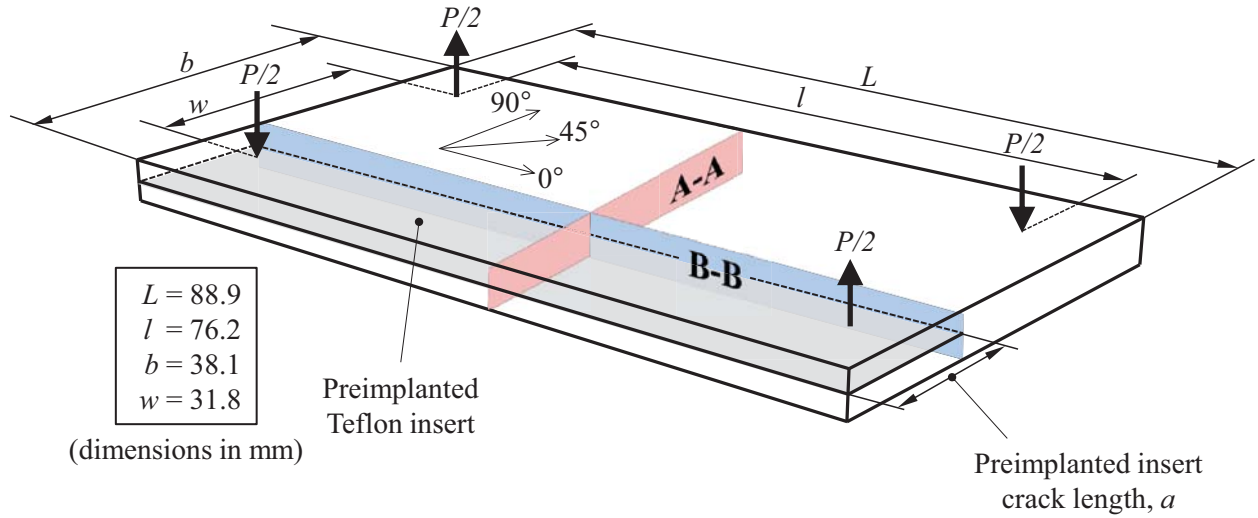 P/2
b
P/2
w
L
l
90°
45°
0°
P/2
A-A
P/2
B-B
L = 88.9
l = 76.2
b = 38.1
w = 31.8
(dimensions in mm)
Preimplanted
Teflon insert
Preimplanted insert
crack length, a